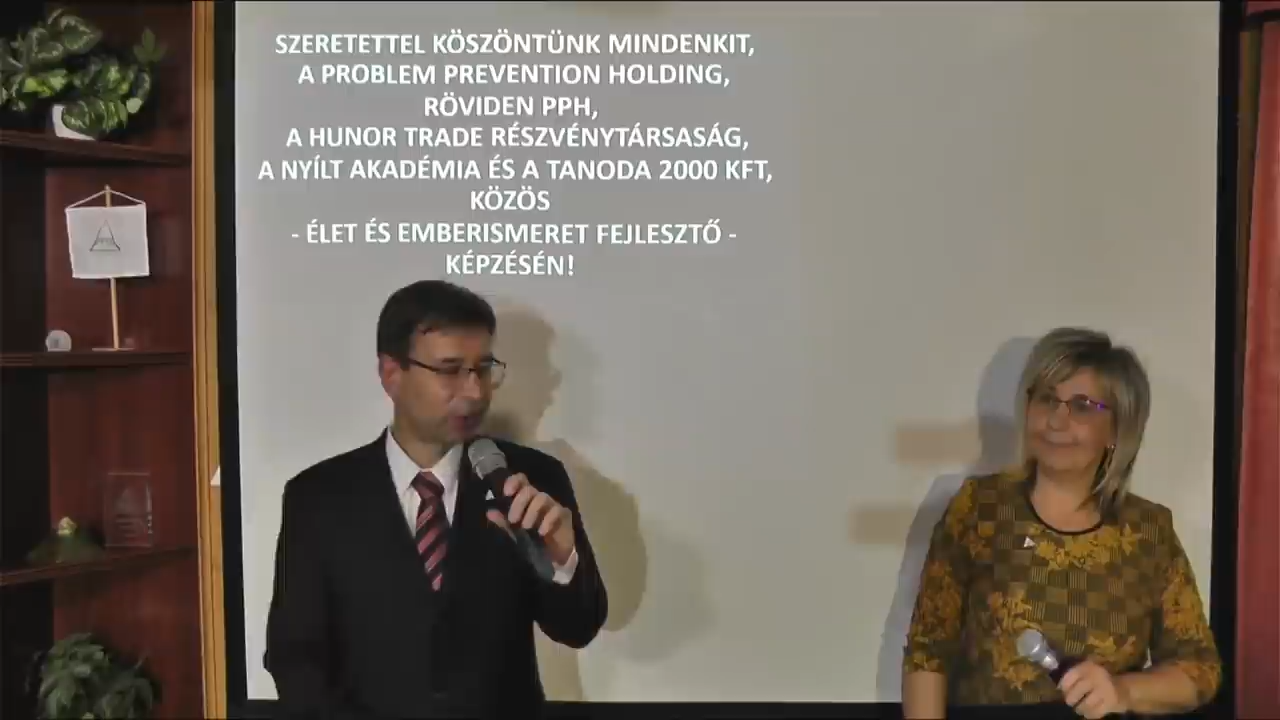 SZERETETTEL KÖSZÖNTÜNK MINDENKIT,
A PROBLEM PREVENTION HOLDING,
RÖVIDEN PPH,
A HUNOR TRADE RÉSZVÉNYTÁRSASÁG,
A NYÍLT AKADÉMIA ÉS A TANODA 2000 KFT,
KÖZÖS
- ÉLET ÉS EMBERISMERET FEJLESZTŐ -
KÉPZÉSÉN!